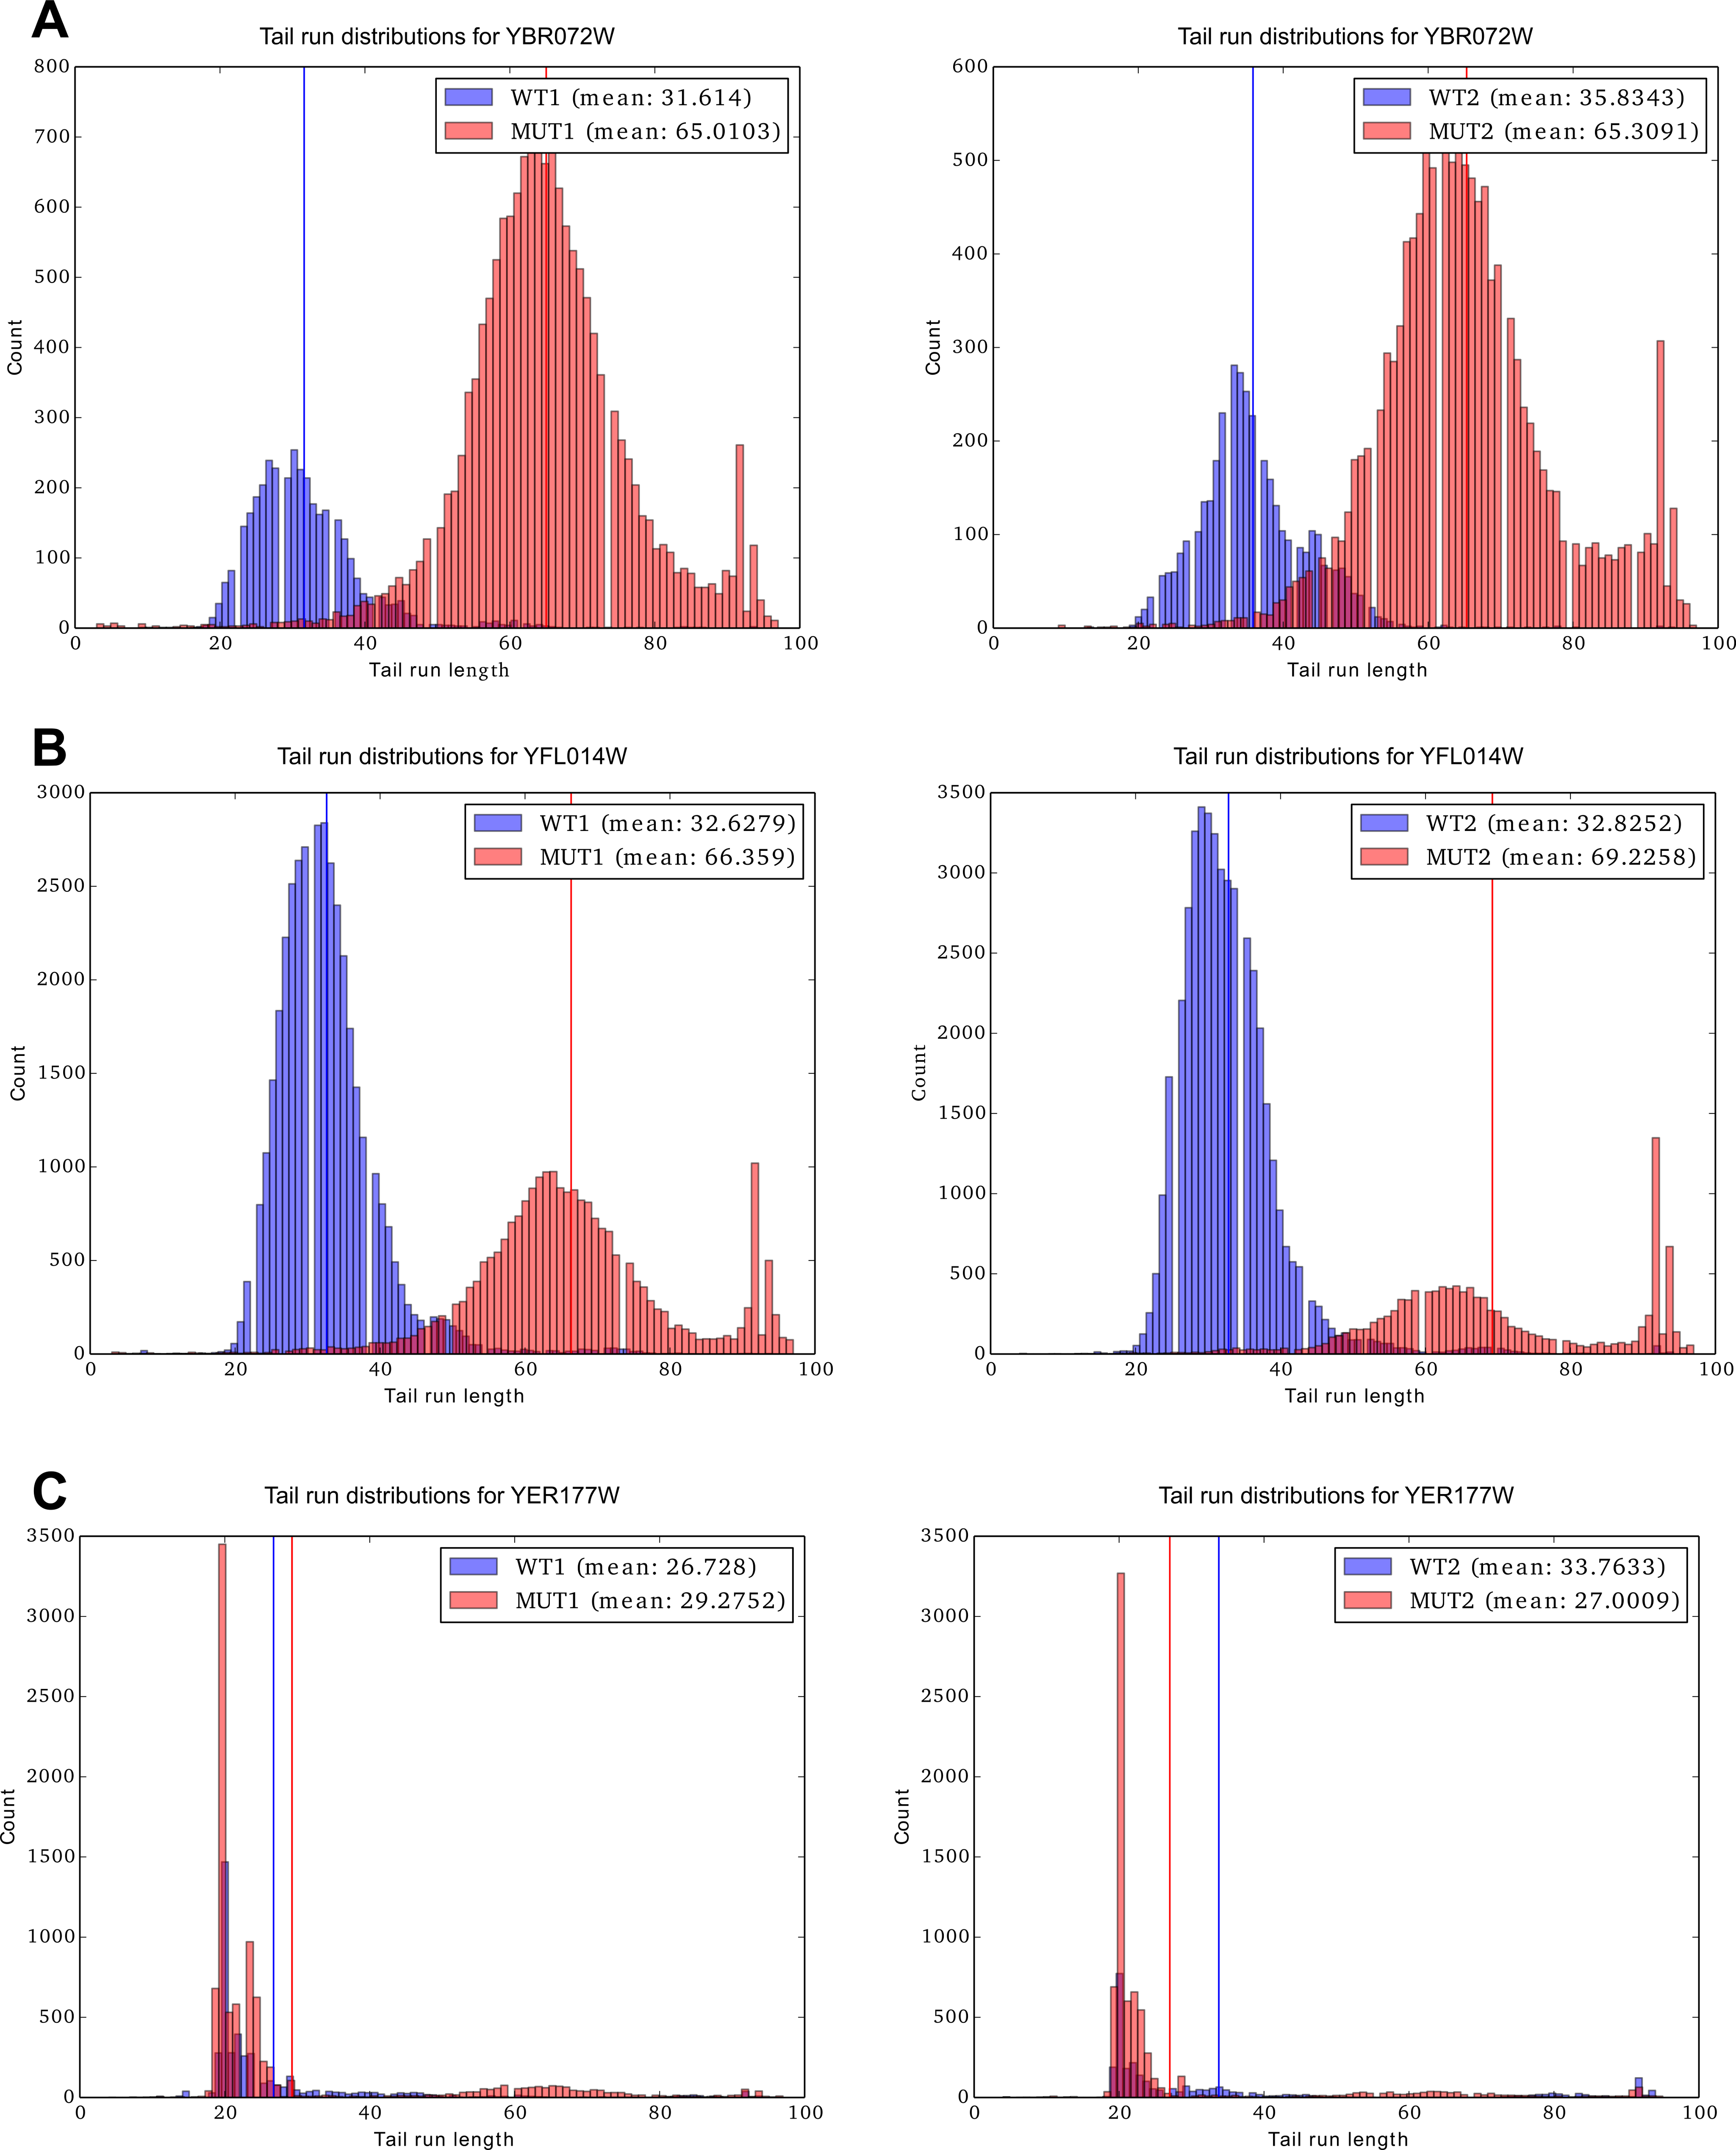 A
Tail run distributions for YBR072W
800
700
600
500
400
300
200
100
0
Count
WT1 (mean: 31.614)
MUT1 (mean: 65.0103)
0 20 40 60 80 100
Tail run length
Tail run distributions for YBR072W
600
500
400
300
200
100
0
Count
WT2 (mean: 35.8343)
MUT2 (mean: 65.3091)
0 20 40 60 80 100
Tail run length
B
Tail run distributions for YFL014W
3000
2500
2000
1500
1000
500
0
Count
WT1 (mean: 32.6279)
MUT1 (mean: 66.359)
0 20 40 60 80 100
Tail run length
Tail run distributions for YFL014W
3500
3000
2500
2000
1500
1000
500
0
Count
WT2 (mean: 32.8252)
MUT2 (mean: 69.2258)
0 20 40 60 80 100
Tail run length
C
Tail run distributions for YER177W
3500
3000
2500
2000
1500
1000
500
0
Count
WT1 (mean: 26.728)
MUT1 (mean: 29.2752)
0 20 40 60 80 100
Tail run length
Tail run distributions for YER177W
3500
3000
2500
2000
1500
1000
500
0
Count
WT2 (mean: 33.7633)
MUT2 (mean: 27.0009)
0 20 40 60 80 100
Tail run length